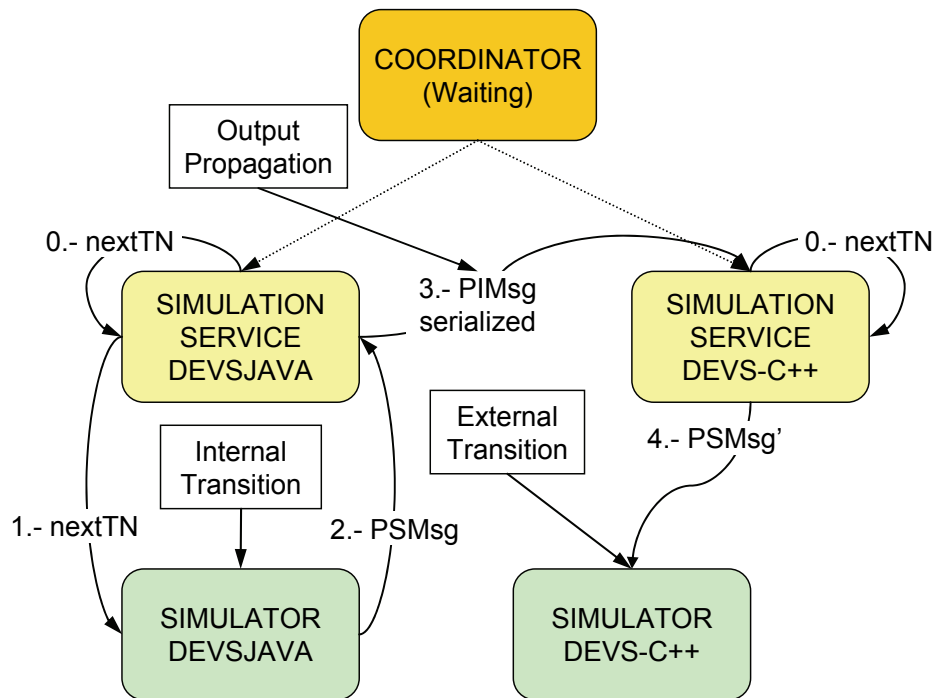 COORDINATOR
(Waiting)
Output
Propagation
0.- nextTN
0.- nextTN
SIMULATION
SERVICE
DEVSJAVA
3.- PIMsg
serialized
SIMULATION
SERVICE
DEVS-C++
Internal
Transition
External
Transition
4.- PSMsg’
1.- nextTN
2.- PSMsg
SIMULATOR
DEVSJAVA
SIMULATOR
DEVS-C++